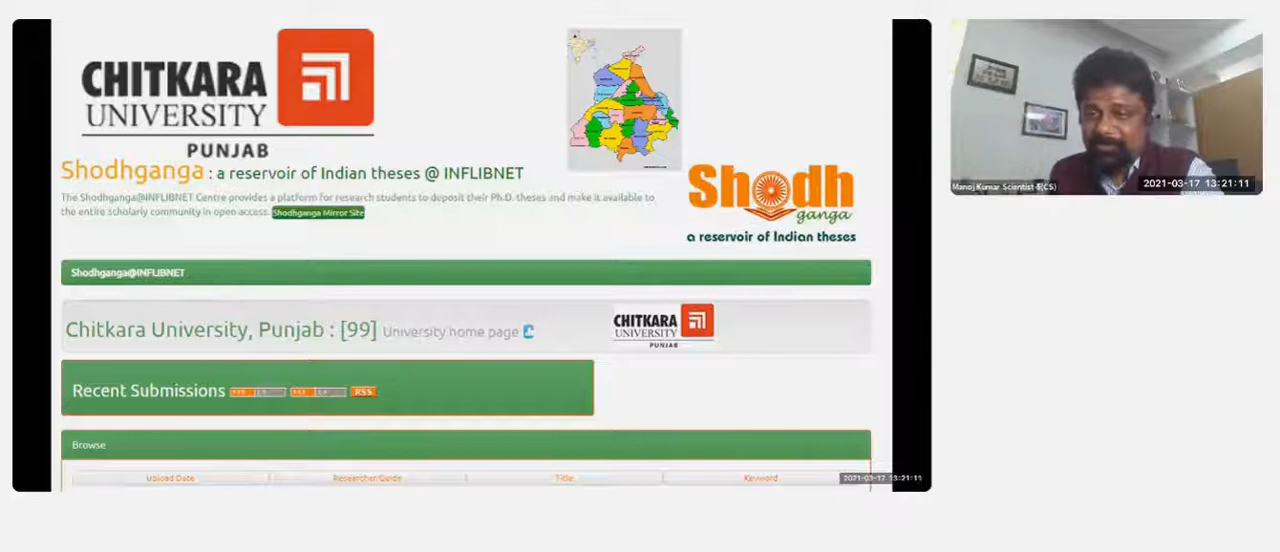 CHITKARA
UNIVERSITY
PUNJAB
Shodhganga : a reservoir of Indian theses @ INFLIBNET
The Shodhganga@INFLIBNET Centre provides a platform for research students to deposit their Ph.D. theses and make it available to
the entire scholarly community in open access. Shodhganga Mirror Site
Shodh
ganga
a reservoir of Indian theses
Shodhganga@INFLIBNET
Chitkara University, Punjab : [99] University home page
CHITKARA
UNIVERSITY
PUNJAB
Recent Submissions RSS
Browse
Upload Date Researcher/Guide Title Keyword
2021-03-17 13:21:11
Manoj Kumar Scientist (CS)
2021-03-17 13:21:11